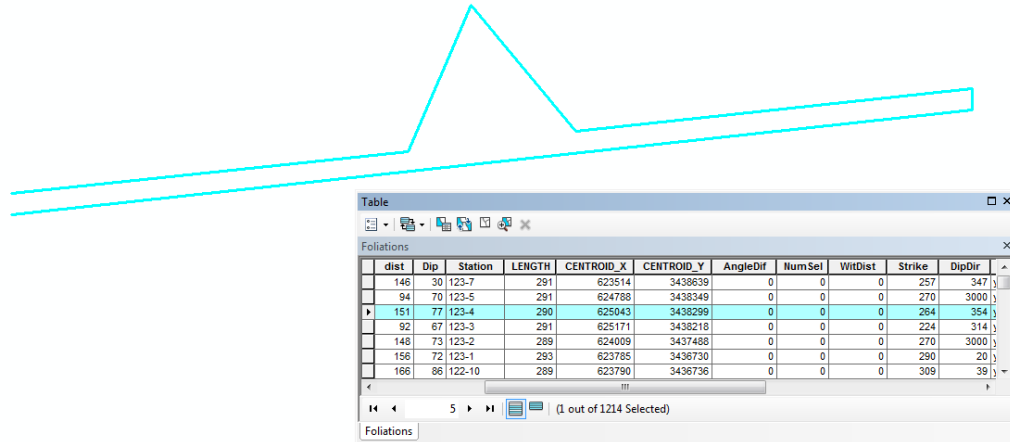 Table
Foliations
dist Dip Station LENGTH CENTROID_X CENTROID_Y AngleDif NumSel WitDist Strike DipDir
146 30 123-7 291 623514 3438639 0 0 0 257 347 y
94 70 123-5 291 624788 3438349 0 0 0 270 3000 y
151 77 123-4 290 625043 3438299 0 0 0 264 354 y
92 67 123-3 291 625171 3438218 0 0 0 224 314 y
148 73 123-2 289 624009 3437488 0 0 0 270 3000 y
156 72 123-1 293 623785 3436730 0 0 0 290 20 y
166 86 122-10 289 623790 3436736 0 0 0 309 39 y
5 (1 out of 1214 Selected)
Foliations